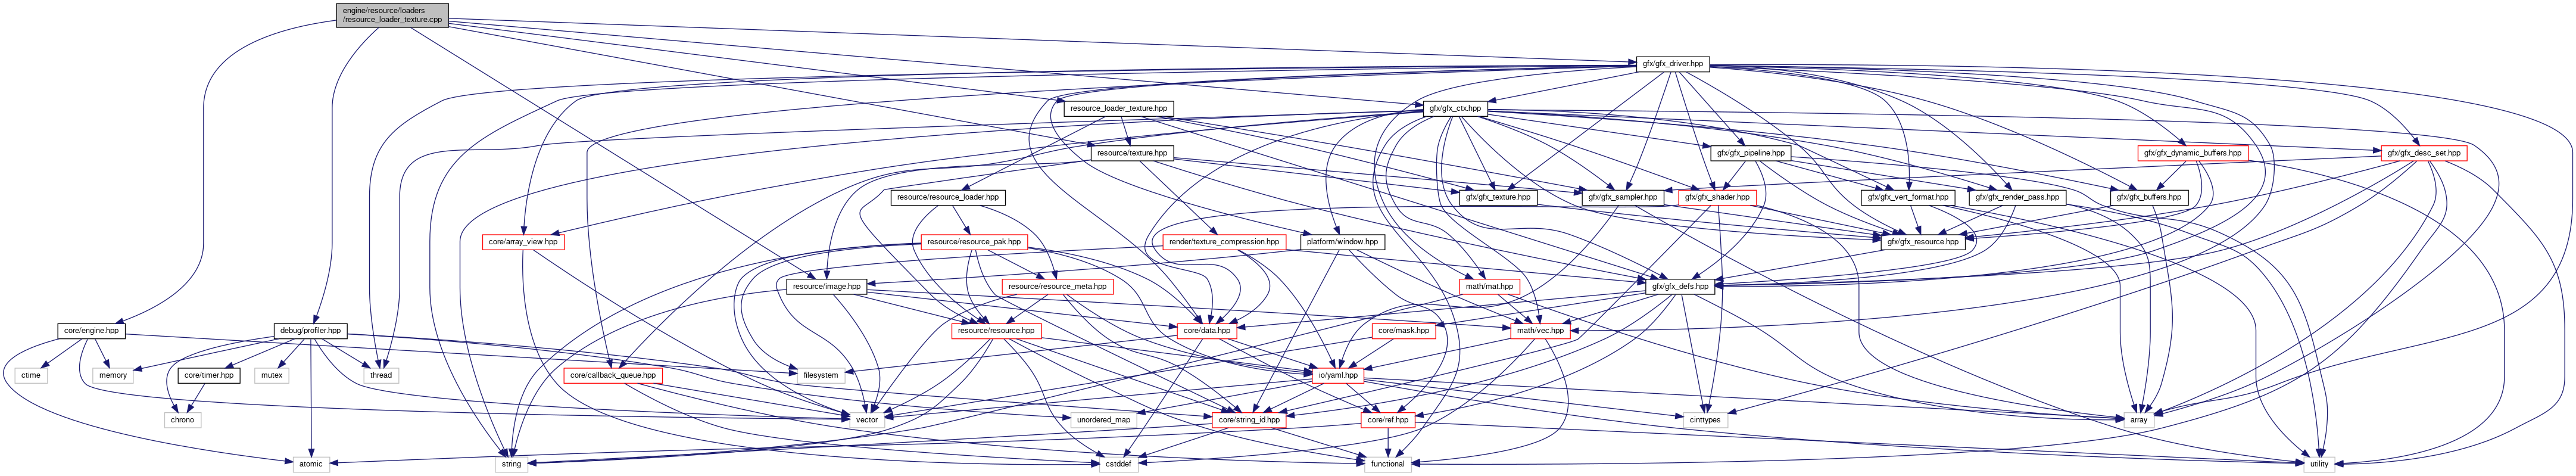 engine/resource/loaders
/resource_loader_texture.cpp
gfx/gfx_driver.hpp
resource_loader_texture.hpp
gfx/gfx_ctx.hpp
resource/texture.hpp
gfx/gfx_pipeline.hpp
gfx/gfx_dynamic_buffers.hpp
gfx/gfx_desc_set.hpp
resource/resource_loader.hpp
gfx/gfx_texture.hpp
gfx/gfx_sampler.hpp
gfx/gfx_shader.hpp
gfx/gfx_vert_format.hpp
gfx/gfx_render_pass.hpp
gfx/gfx_buffers.hpp
core/array_view.hpp
resource/resource_pak.hpp
render/texture_compression.hpp
platform/window.hpp
gfx/gfx_resource.hpp
resource/image.hpp
resource/resource_meta.hpp
math/mat.hpp
gfx/gfx_defs.hpp
core/engine.hpp
debug/profiler.hpp
resource/resource.hpp
core/data.hpp
core/mask.hpp
math/vec.hpp
ctime
memory
core/timer.hpp
mutex
thread
core/callback_queue.hpp
filesystem
io/yaml.hpp
chrono
vector
unordered_map
core/string_id.hpp
core/ref.hpp
cinttypes
array
atomic
string
cstddef
functional
utility